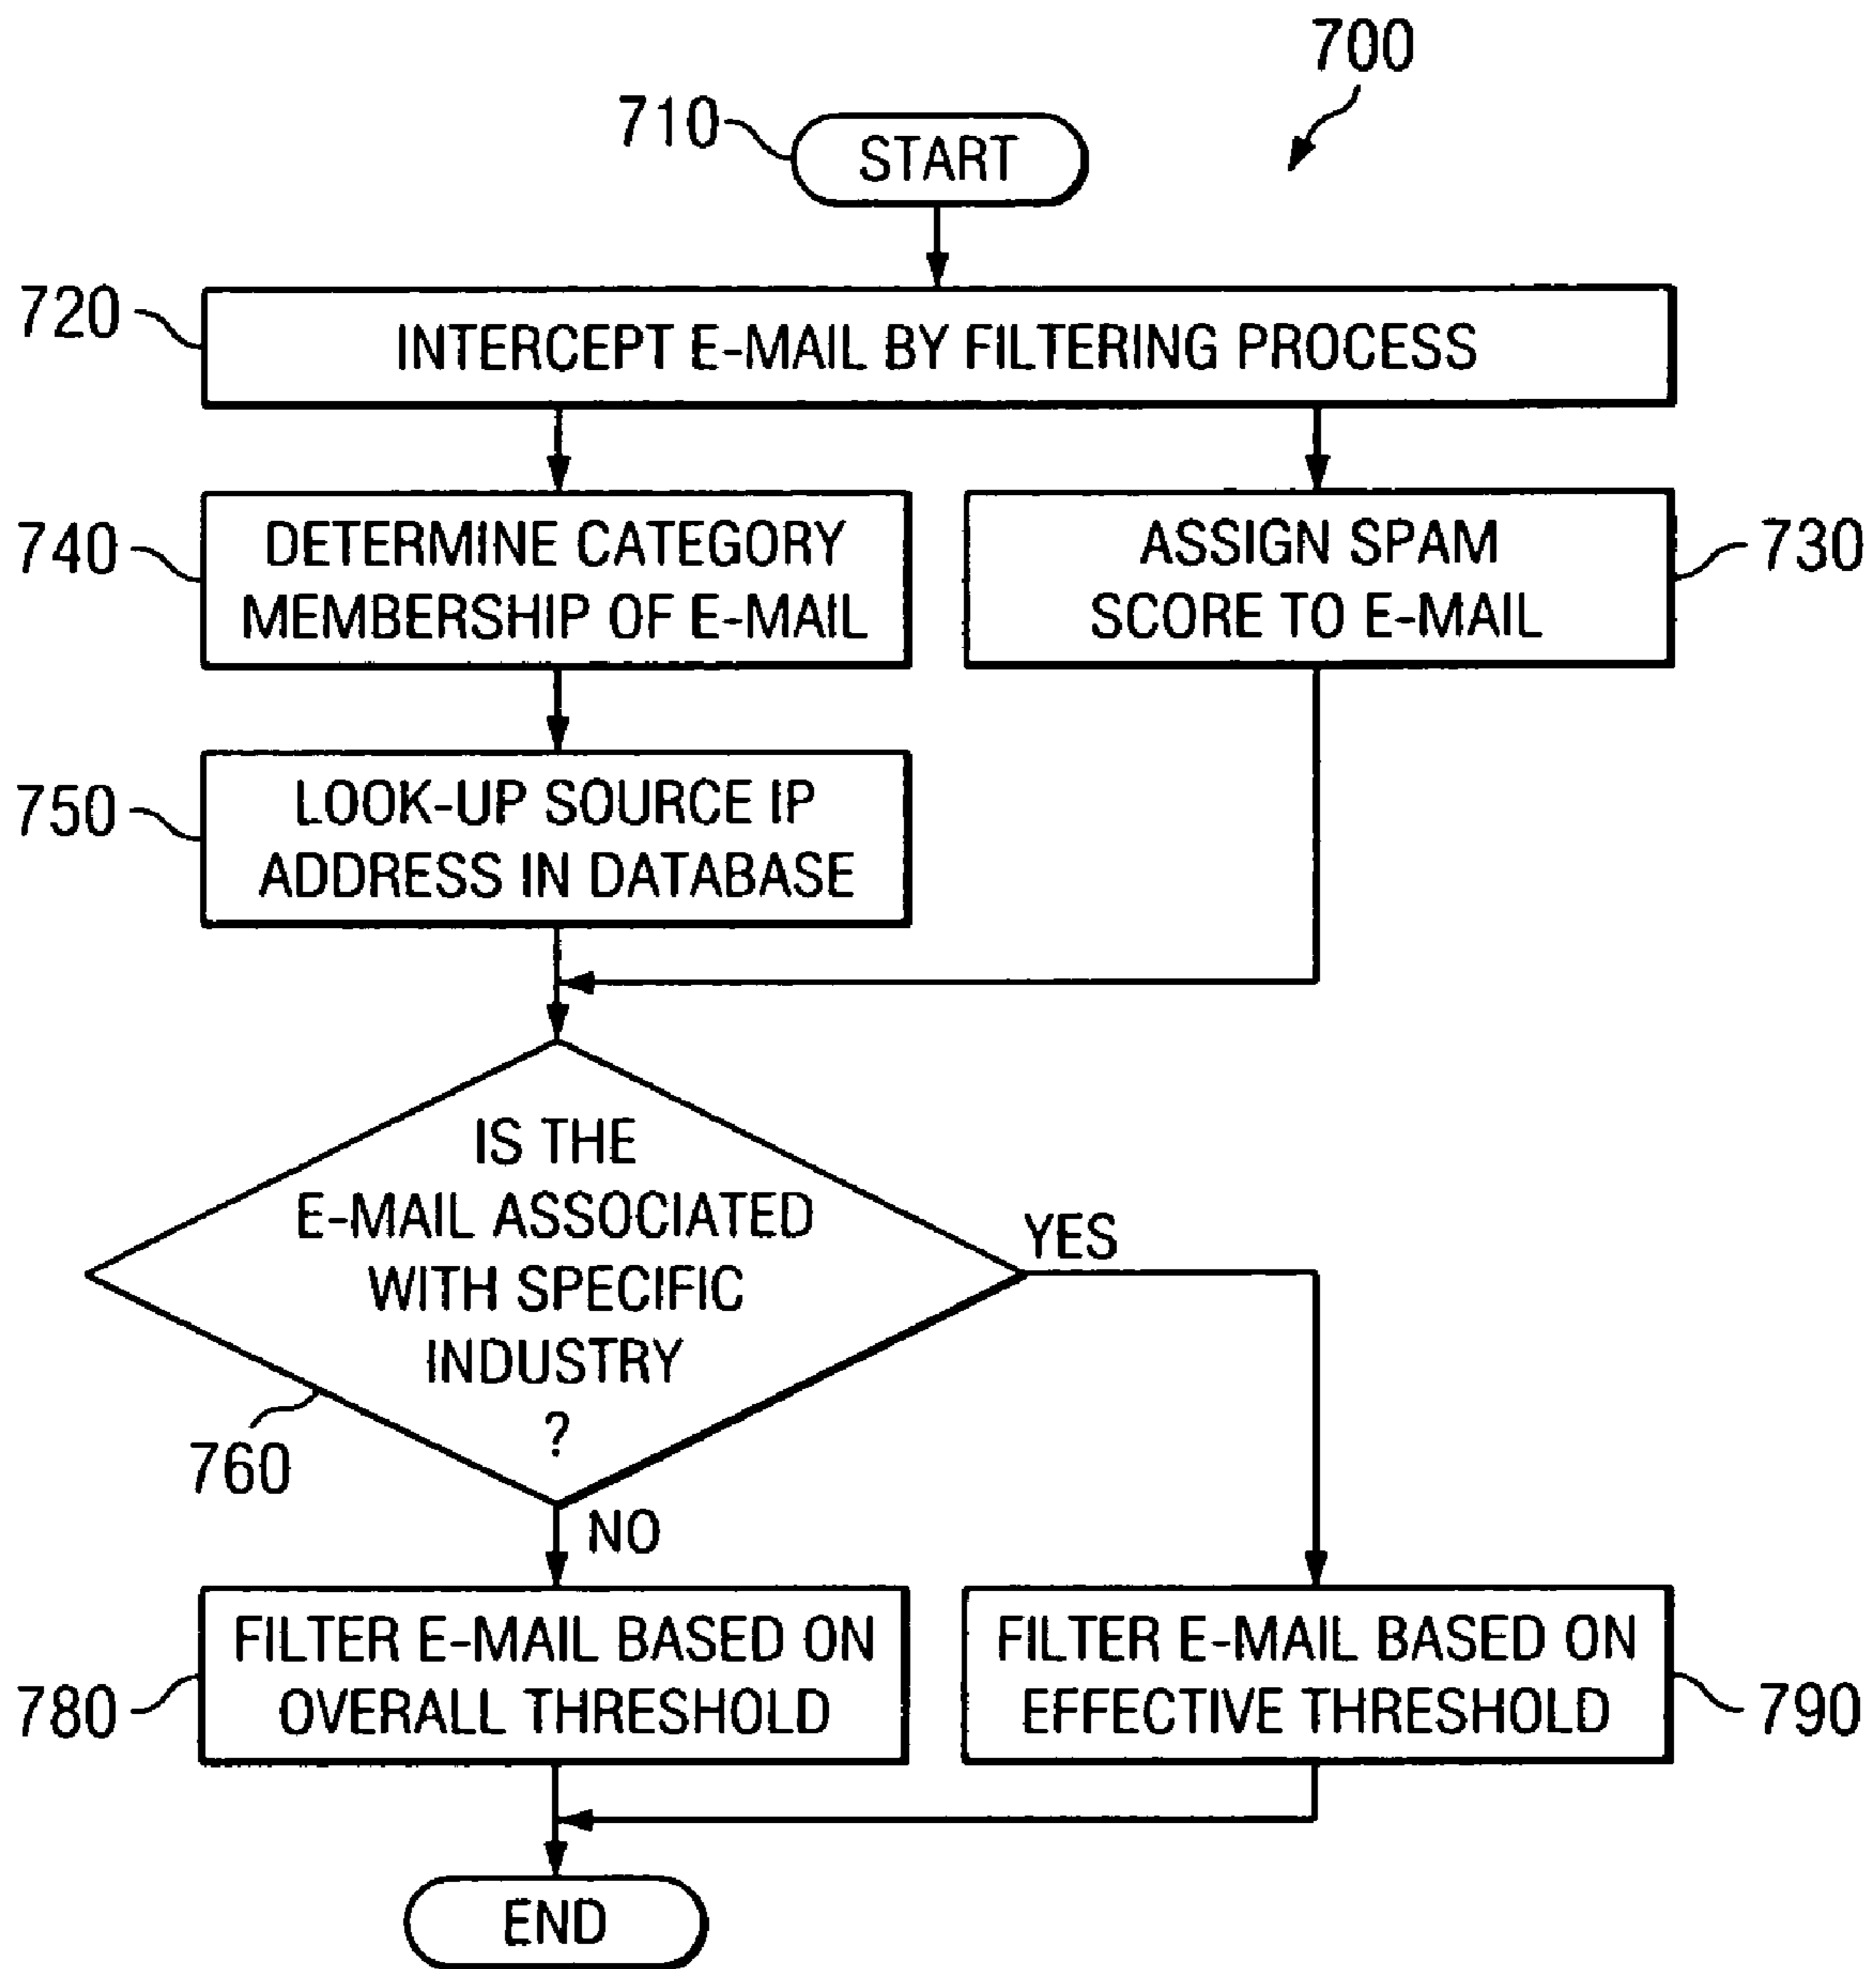 700
710
START
720
INTERCEPT E-MAIL BY FILTERING PROCESS
740
DETERMINE CATEGORY
MEMBERSHIP OF E-MAIL
ASSIGN SPAM
SCORE TO E-MAIL
730
750
LOOK-UP SOURCE IP
ADDRESS IN DATABASE
IS THE
E-MAIL ASSOCIATED
WITH SPECIFIC
INDUSTRY
?
YES
760
NO
780
FILTER E-MAIL BASED ON
OVERALL THRESHOLD
FILTER E-MAIL BASED ON
EFFECTIVE THRESHOLD
790
END